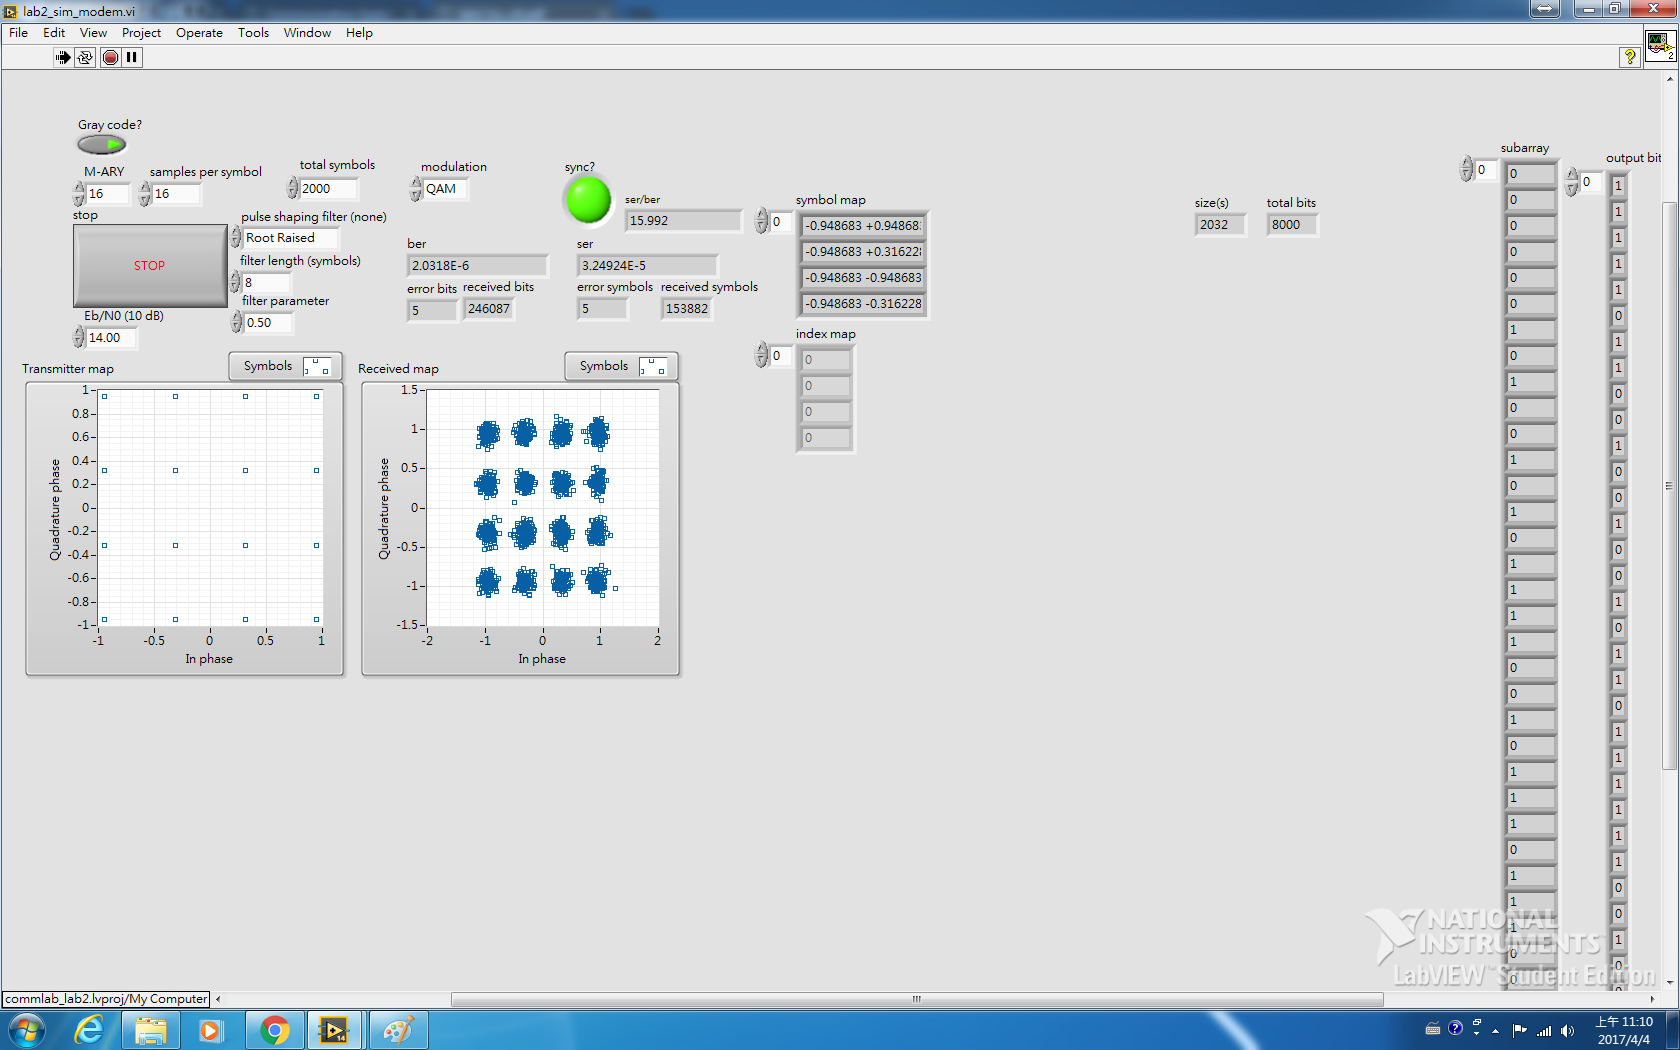 lab2_sim_modem.vi
File Edit View Project Operate Tools Window Help
2
Gray code?
M-ARY
16
samples per symbol
16
total symbols
2000
modulation
QAM
sync?
ser/ber
15.992
stop
STOP
pulse shaping filter (none)
Root Raised
filter length (symbols)
8
filter parameter
0.50
Eb/N0 (10 dB)
14.00
ber
2.0318E-6
error bits
5
received bits
246087
ser
3.24924E-5
error symbols
5
received symbols
153882
symbol map
0
-0.948683 +0.94868
-0.948683 +0.31622
-0.948683 -0.948683
-0.948683 -0.316228
index map
0
0
0
0
0
size(s)
2032
total bits
8000
Transmitter map
Symbols
1
0.8
0.6
0.4
0.2
0
-0.2
-0.4
-0.6
-0.8
-1
Quadrature phase
-1 -0.5 0 0.5 1
In phase
Received map
Symbols
1.5
1
0.5
0
-0.5
-1
-1.5
Quadrature phase
-2 -1 0 1 2
In phase
subarray
0
0
0
0
0
0
0
1
0
1
0
0
1
0
1
0
1
1
1
1
0
0
1
0
1
1
1
0
1
1
1
0
0
output bit
0
1
1
1
1
1
0
1
1
0
0
1
0
0
1
0
0
1
0
1
1
0
1
1
1
1
1
1
0
0
1
0
0
NATIONAL
INSTRUMENTS
LabVIEW™ Student Edition
commlab_lab2.lvproj/My Computer
14
上午 11:10
2017/4/4